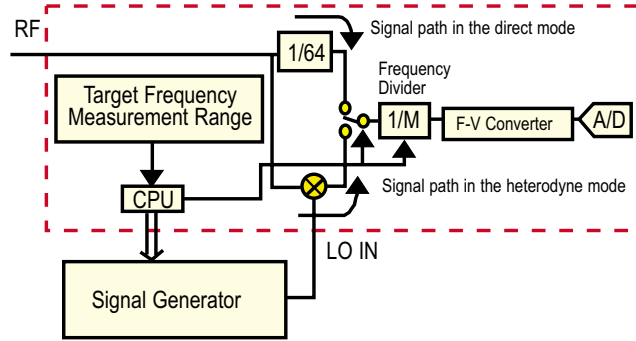 RF
Signal path in the direct mode
1/64
Frequency
Divider
Target Frequency
Measurement Range
1/M
F-V Converter
A/D
CPU
Signal path in the heterodyne mode
LO IN
Signal Generator